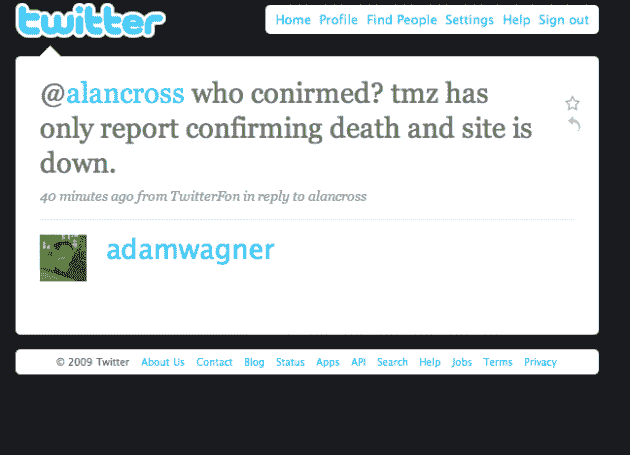 twitter
Home Profile Find People Settings Help Sign out
@alancross who conirmed? tmz has
only report confirming death and site is
down.
40 minutes ago from TwitterFon in reply to alancross
adamwagner
© 2009 Twitter About Us Contact Blog Status Apps API Search Help Jobs Terms Privacy